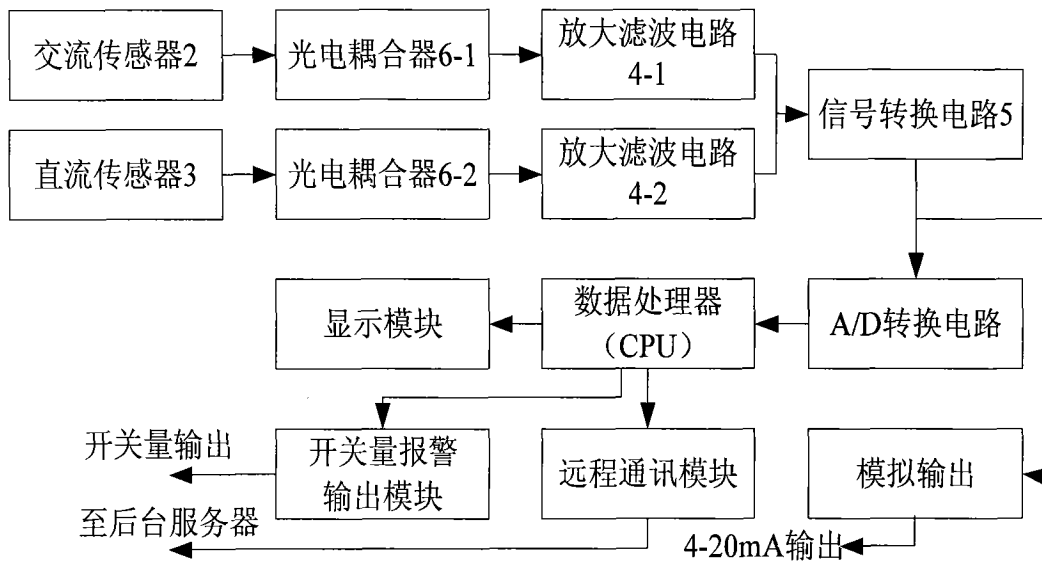 交流传感器2
光电耦合器6-1
放大滤波电路
4-1
信号转换电路5
直流传感器3
光电耦合器6-2
放大滤波电路
4-2
显示模块
数据处理器
（CPU）
A/D转换电路
开关量输出
开关量报警
输出模块
远程通讯模块
模拟输出
至后台服务器
4-20mA输出